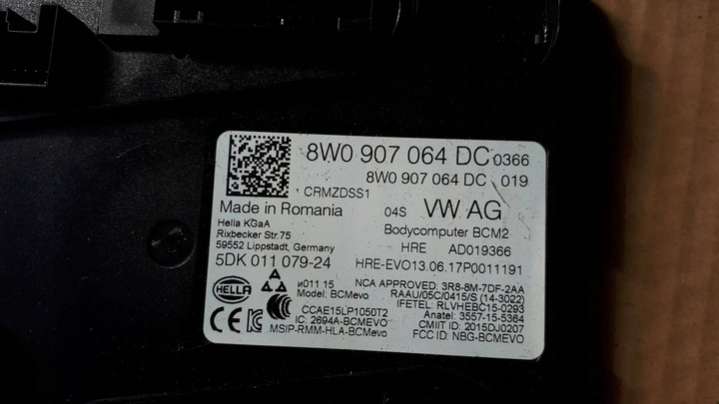 8W0 907 064 DC 0366
8W0 907 064 DC 019
CRMZDSS1
Made in Romania 04S VW AG
Hella KGaA Bodycomputer BCM2
Rixbecker Str.75
59552 Lippstadt, Germany HRE AD019366
5DK 011 079-24 HRE-EVO13.06.17P0011191
HELLA
011 15 NCA APPROVED: 3R8-8M-7DF-2AA
Model: BCMevo RAAU/05C/0415/S (14-3022)
IFETEL: RLVHEBC15-0293
CCAE15LP1050T2 Anatel: 3557-15-5364
CE IC: 2694A-BCMEVO CMIIT ID: 2015DJ0207
MSIP-RMM-HLA-BCMevo FCC ID: NBG-BCMEVO